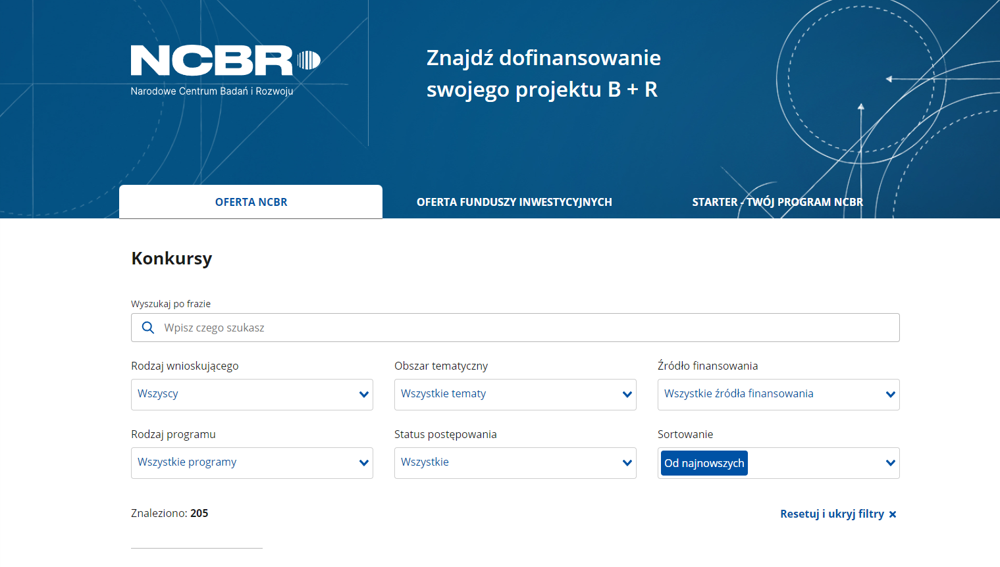 NCBR
Narodowe Centrum Badań i Rozwoju
Znajdź dofinansowanie
swojego projektu B + R
OFERTA NCBR
OFERTA FUNDUSZY INWESTYCYJNYCH
STARTER - TWÓJ PROGRAM NCBR
Konkursy
Wyszukaj po frazie
Wpisz czego szukasz
Rodzaj wnioskującego
Obszar tematyczny
Źródło finansowania
Wszyscy
Wszystkie tematy
Wszystkie źródła finansowania
Rodzaj programu
Status postępowania
Sortowanie
Wszystkie programy
Wszystkie
Od najnowszych
Znaleziono: 205
Resetuj i ukryj filtry